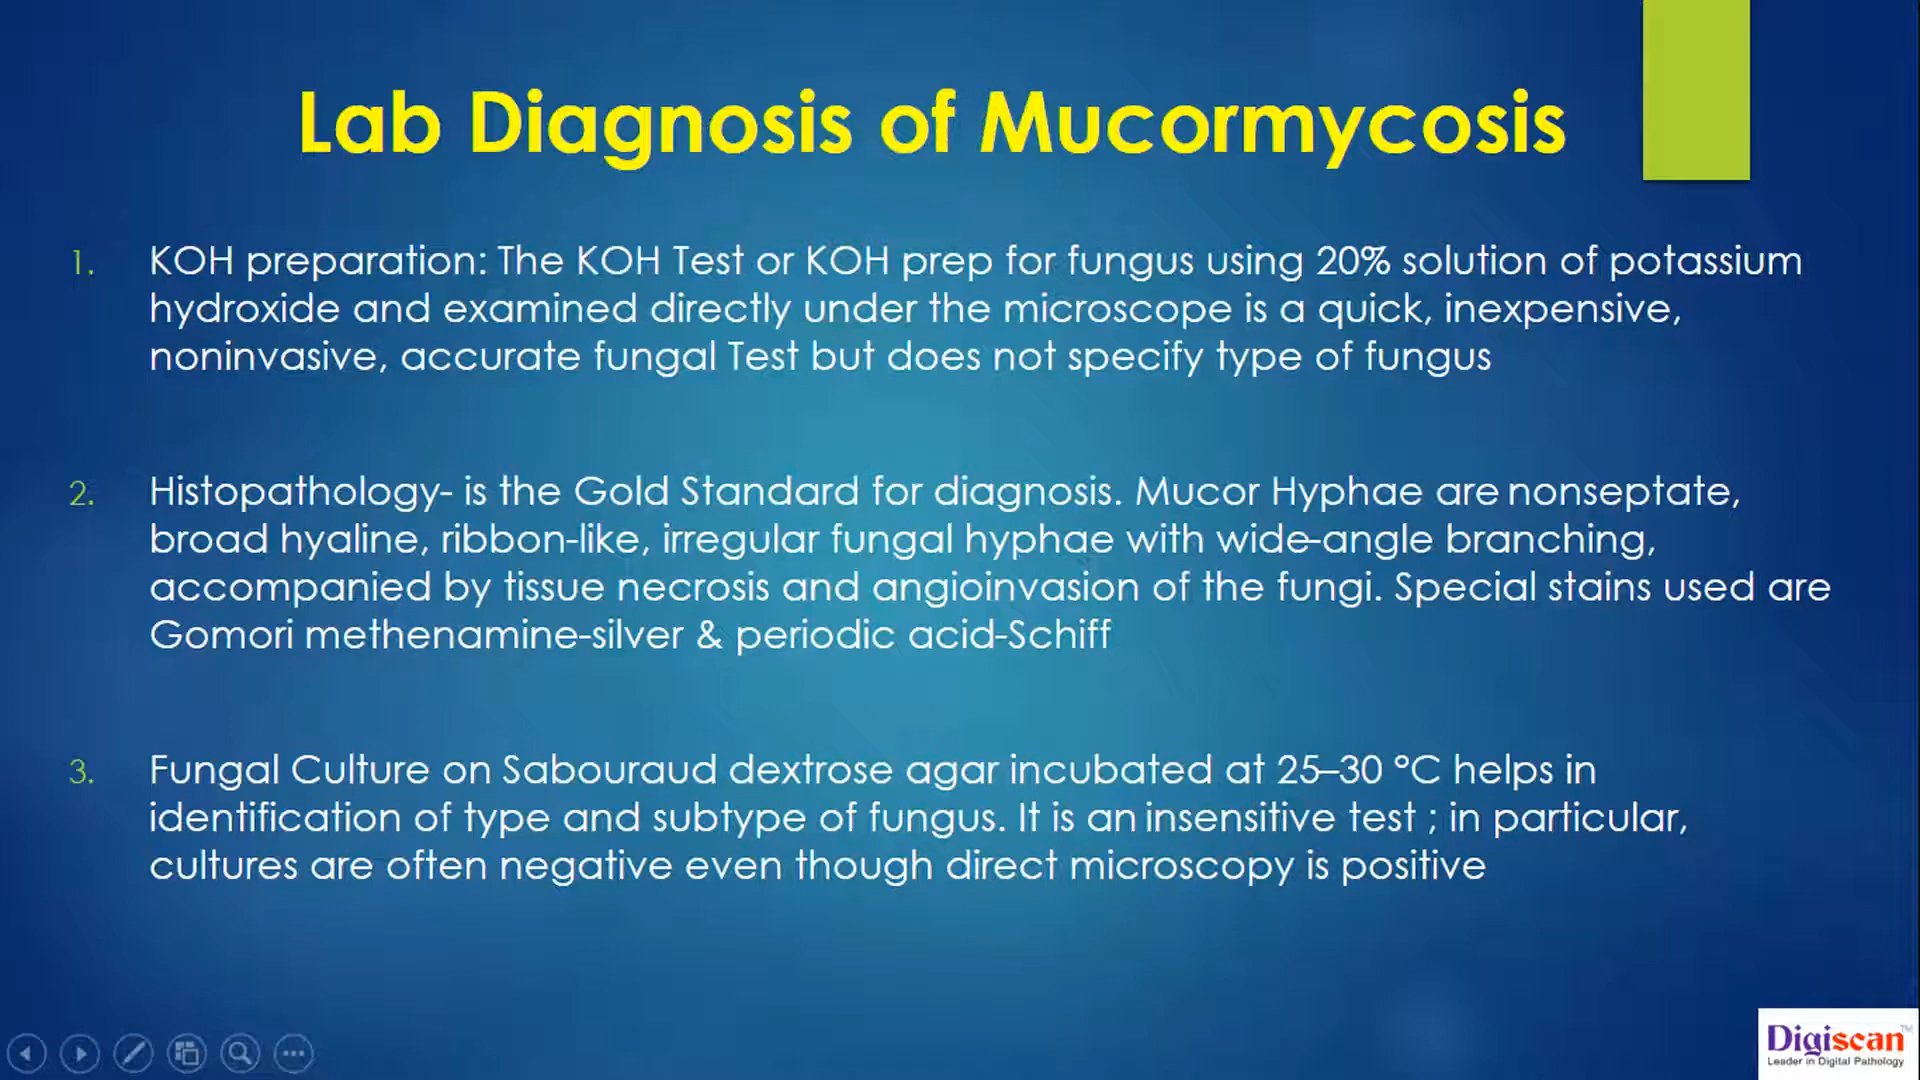 Lab Diagnosis of Mucormycosis
1. KOH preparation: The KOH Test or KOH prep for fungus using 20% solution of potassium
hydroxide and examined directly under the microscope is a quick, inexpensive,
noninvasive, accurate fungal Test but does not specify type of fungus
2. Histopathology- is the Gold Standard for diagnosis. Mucor Hyphae are nonseptate,
broad hyaline, ribbon-like, irregular fungal hyphae with wide-angle branching,
accompanied by tissue necrosis and angioinvasion of the fungi. Special stains used are
Gomori methenamine-silver & periodic acid-Schiff
3. Fungal Culture on Sabouraud dextrose agar incubated at 25–30 °C helps in
identification of type and subtype of fungus. It is an insensitive test ; in particular,
cultures are often negative even though direct microscopy is positive
Digiscan™
Leader in Digital Pathology